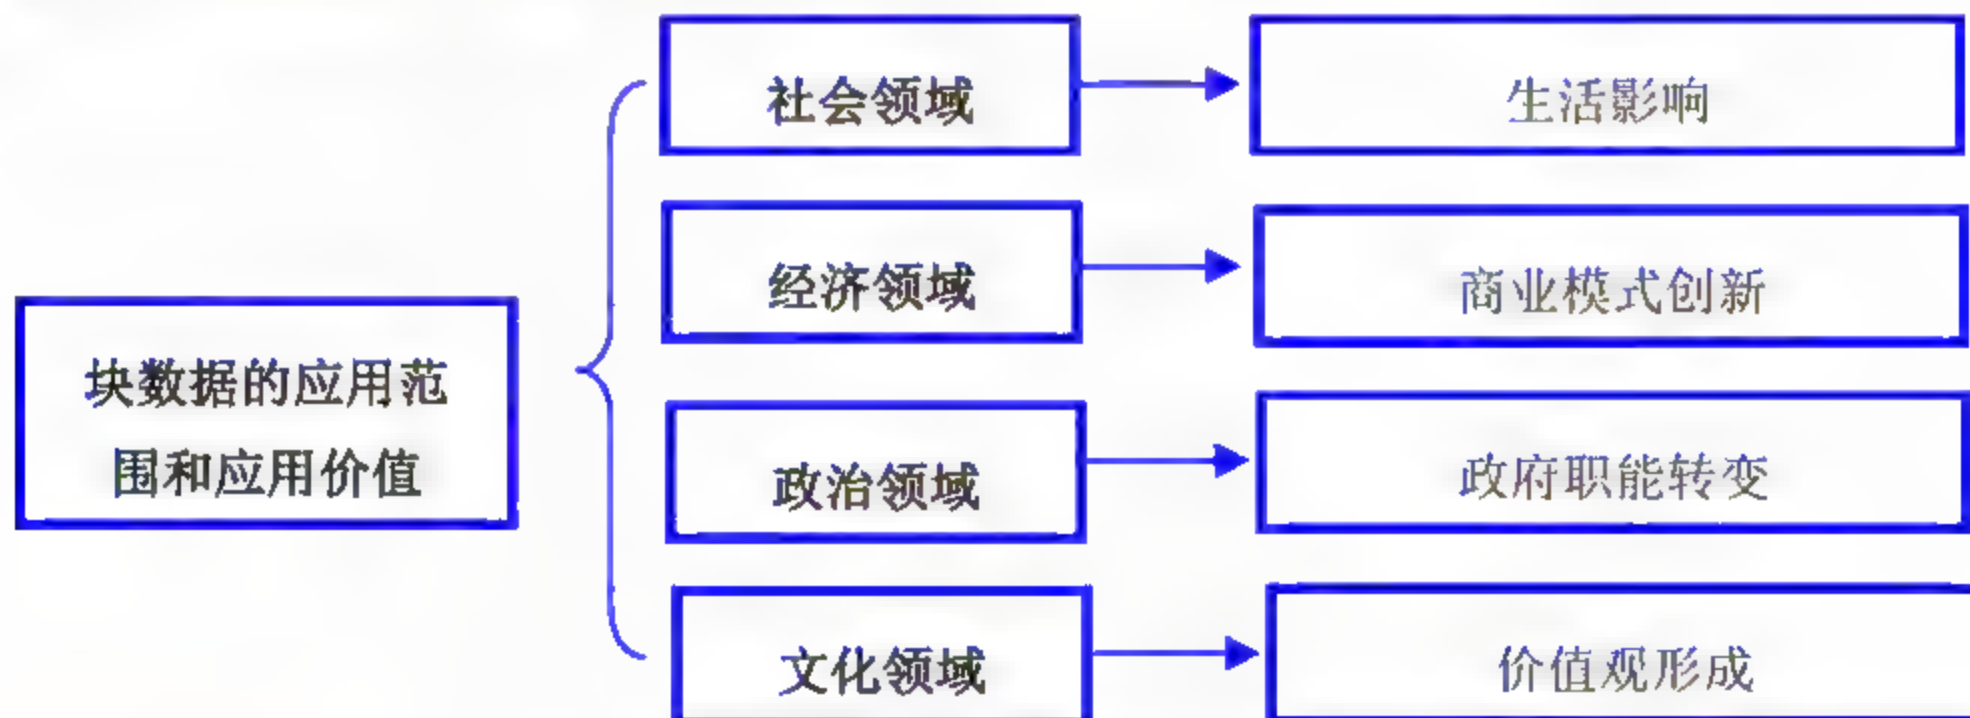 社会领域
生活影响
经济领域
商业模式创新
块数据的应用范
围和应用价值
政治领域
政府职能转变
文化领域
价值观形成